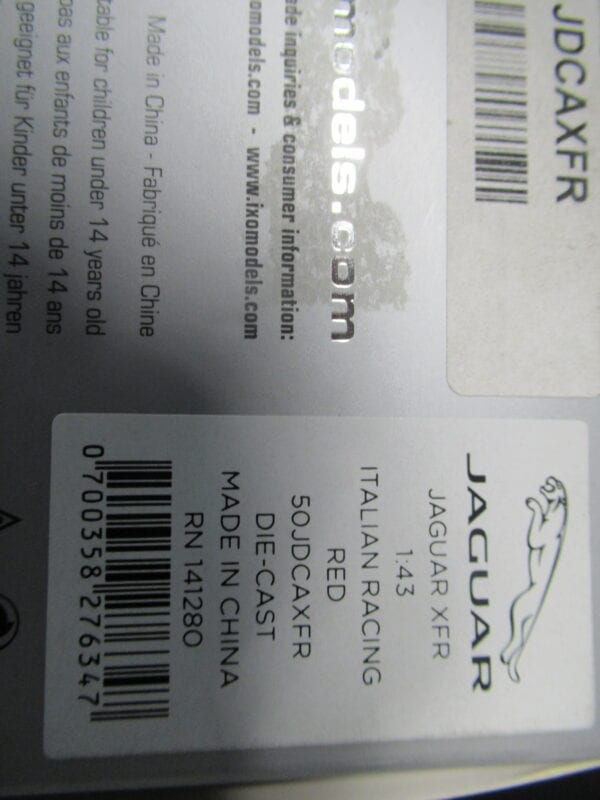 JDCAXFR
models.com
ade inquiries & consumer information:
xomodels.com - www.ixomodels.com
Made in China - Fabriqué en Chine
table for children under 14 years old
pas aux enfants de moins de 14 ans
geeignet für Kinder unter 14 jahren
JAGUAR
JAGUAR XFR
1:43
ITALIAN RACING
RED
50JDCAXFR
DIE-CAST
MADE IN CHINA
RN 141280
0 700358 276347